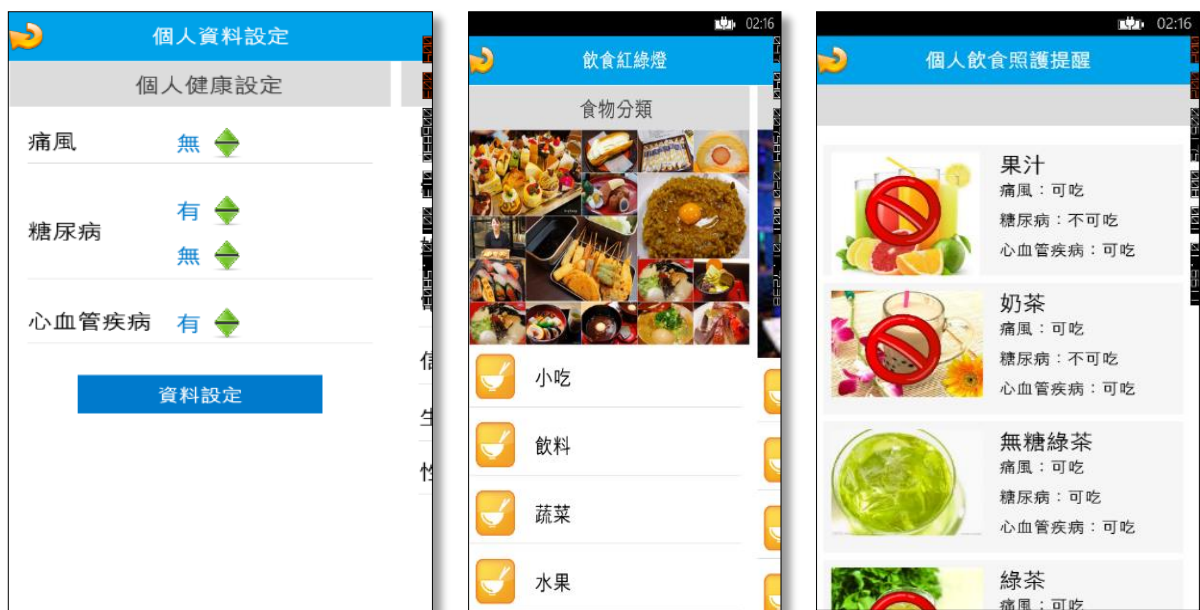 個人資料設定
個人健康設定
痛風 無
糖尿病
有
無
心血管疾病 有
資料設定
02:16
飲食紅綠燈
食物分類
小吃
飲料
蔬菜
水果
02:16
個人飲食照護提醒
果汁
痛風：可吃
糖尿病：不可吃
心血管疾病：可吃
奶茶
痛風：可吃
糖尿病：不可吃
心血管疾病：可吃
無糖綠茶
痛風：可吃
糖尿病：可吃
心血管疾病：可吃
綠茶
痛風：可吃